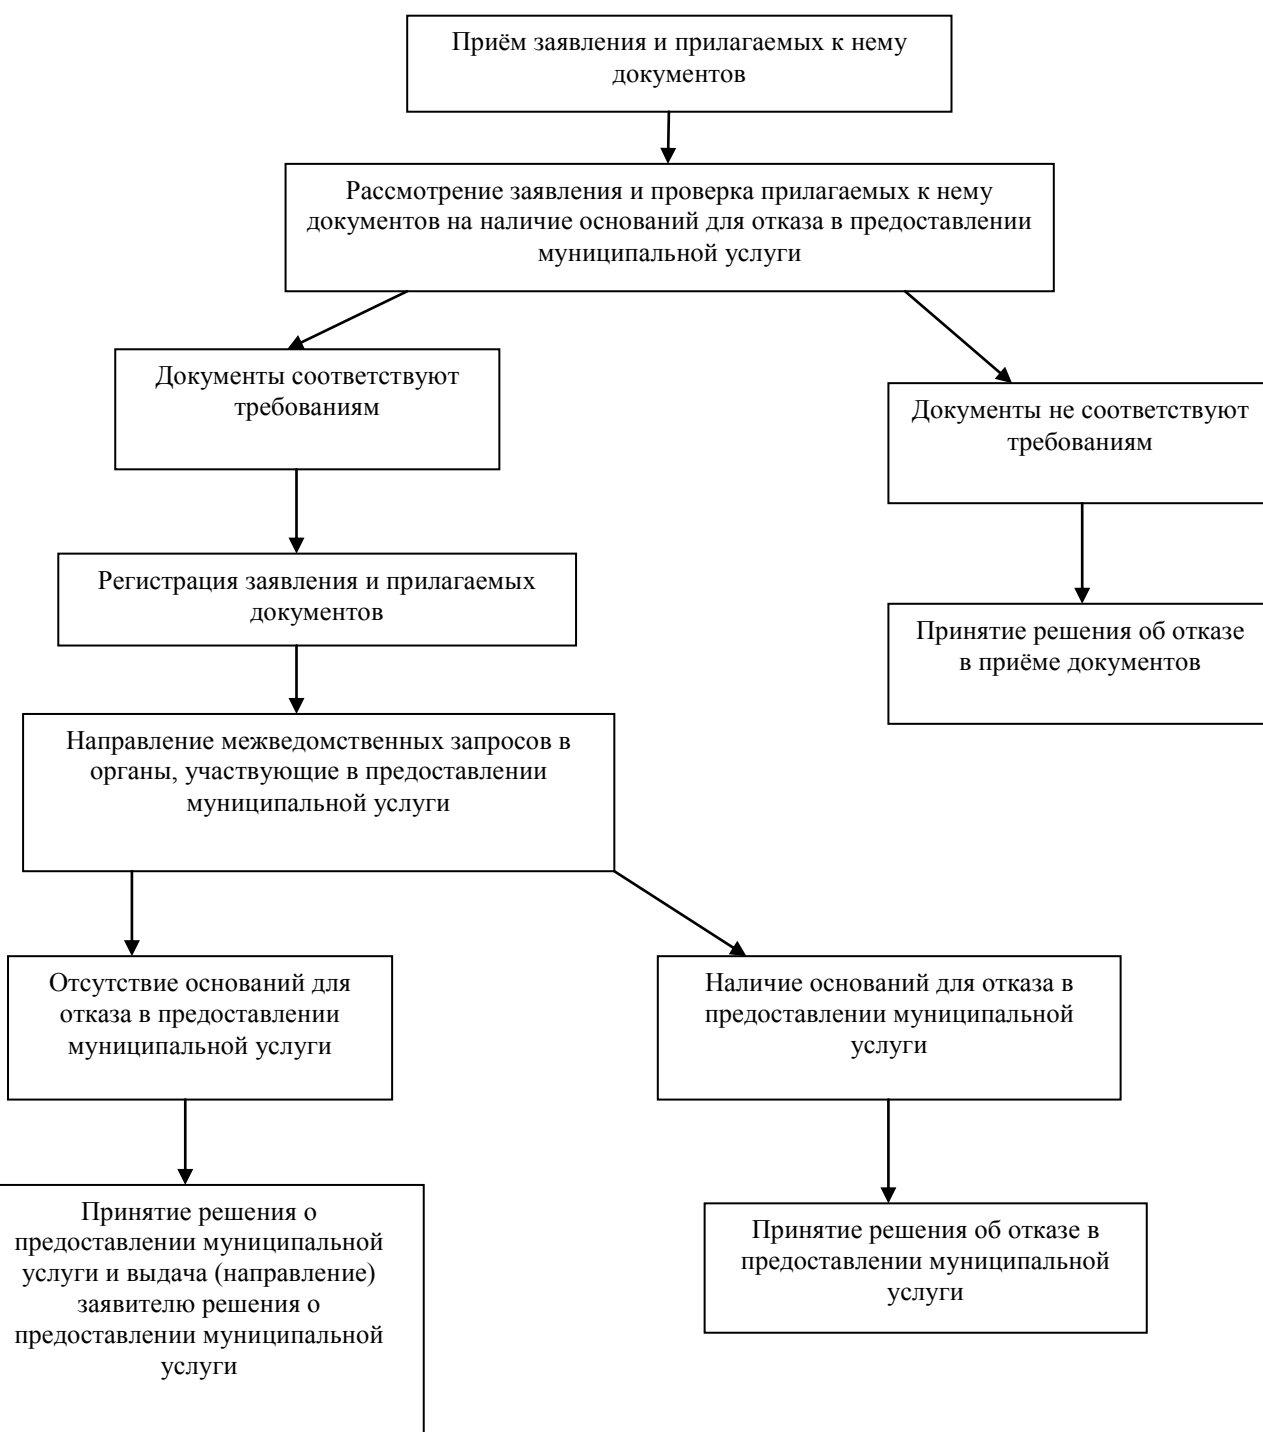 Приём заявления и прилагаемых к нему
документов
Рассмотрение заявления и проверка прилагаемых к нему
документов на наличие оснований для отказа в предоставлении
муниципальной услуги
Документы соответствуют
требованиям
Документы не соответствуют
требованиям
Регистрация заявления и прилагаемых
документов
Принятие решения об отказе
в приёме документов
Направление межведомственных запросов в
органы, участвующие в предоставлении
муниципальной услуги
Отсутствие оснований для
отказа в предоставлении
муниципальной услуги
Наличие оснований для отказа в
предоставлении муниципальной
услуги
Принятие решения о
предоставлении муниципальной
услуги и выдача (направление)
заявителю решения о
предоставлении муниципальной
услуги
Принятие решения об отказе в
предоставлении муниципальной
услуги